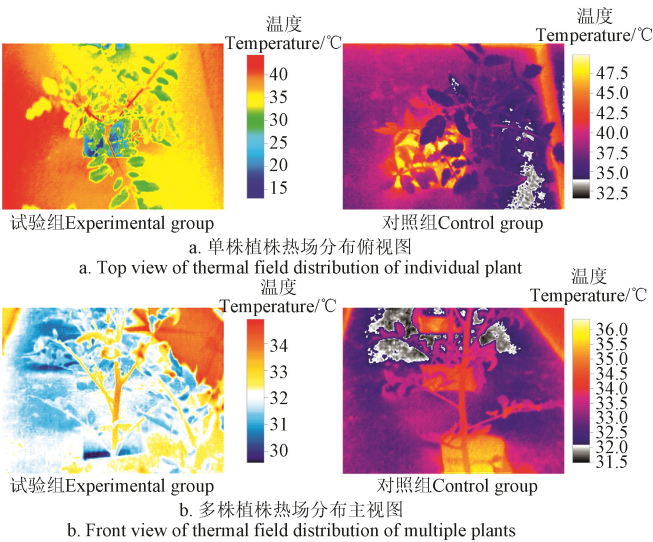 温度
Temperature/℃
40
35
30
25
20
15
温度
Temperature/℃
47.5
45.0
42.5
40.0
37.5
35.0
32.5
试验组Experimental group
对照组Control group
a. 单株植株热场分布俯视图
a. Top view of thermal field distribution of individual plant
温度
Temperature/℃
34
33
32
31
30
温度
Temperature/℃
36.0
35.5
35.0
34.5
34.0
33.5
33.0
32.5
32.0
31.5
试验组Experimental group
对照组Control group
b. 多株植株热场分布主视图
b. Front view of thermal field distribution of multiple plants